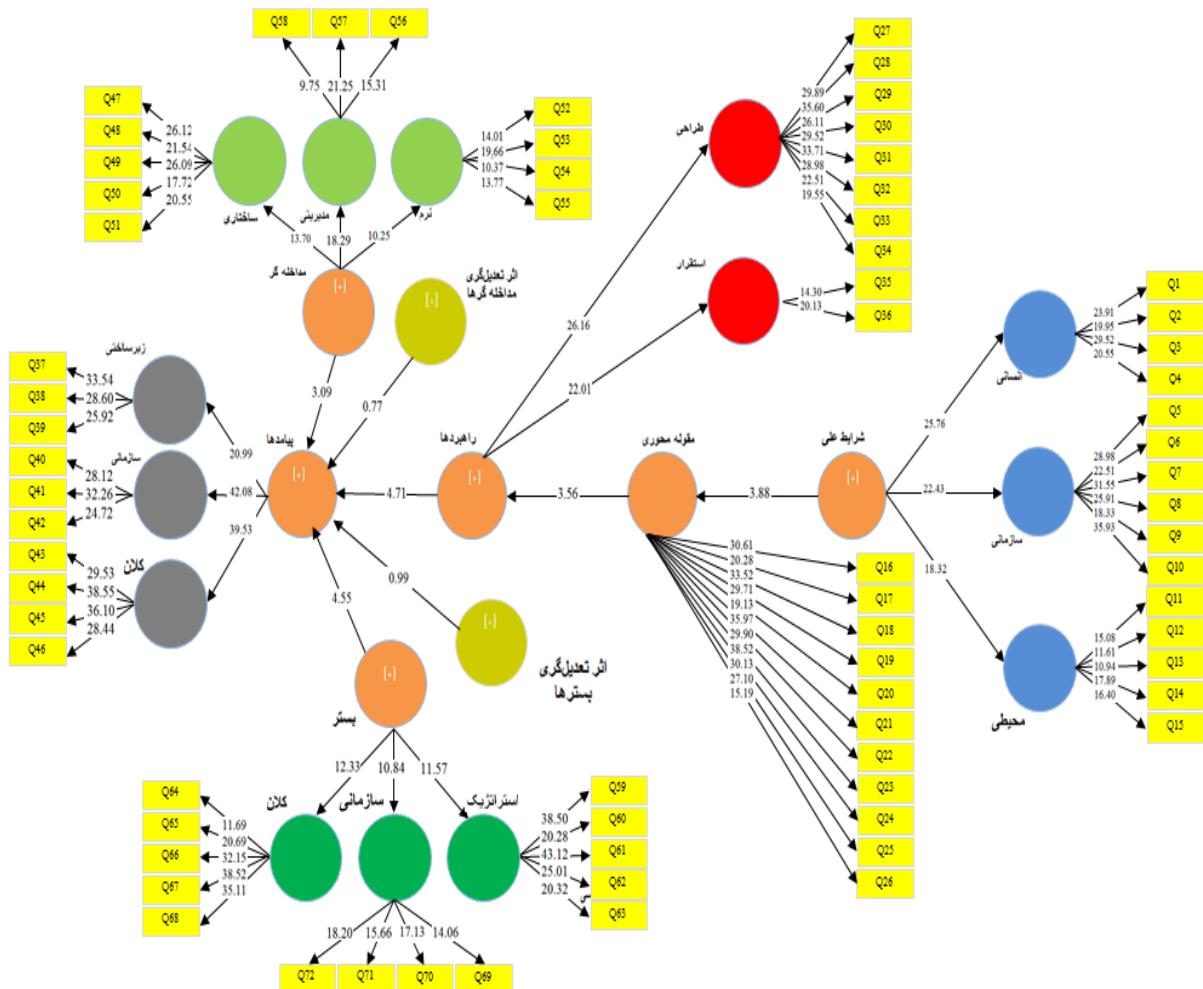 Q58
Q57
Q56
9.75
21.25
15.31
Q47
Q48
Q49
Q50
Q51
26.12
21.54
26.09
17.72
20.55
ساختاری
مدیریتی
نرم
14.01
19.66
10.37
13.77
Q52
Q53
Q54
Q55
13.70
18.29
10.25
مداخله گر
[+]
اثر تعدیل‌گری
مداخله گرها
[+]
3.09
0.77
طراحی
29.89
35.60
26.11
29.52
33.71
28.98
22.51
19.55
Q27
Q28
Q29
Q30
Q31
Q32
Q33
Q34
استقرار
14.30
20.13
Q35
Q36
26.16
22.01
زیرساختی
Q37
Q38
Q39
33.54
28.60
25.92
سازمانی
Q40
Q41
Q42
28.12
32.26
24.72
کلان
Q43
Q44
Q45
Q46
29.53
38.55
36.10
28.44
20.99
42.08
39.53
پیامدها
[+]
4.71
راهبردها
[+]
3.56
مقوله محوری
3.88
شرایط علی
[+]
25.76
22.43
18.32
انسانی
23.91
19.95
29.52
20.55
Q1
Q2
Q3
Q4
سازمانی
28.98
22.51
31.55
25.91
18.33
35.93
Q5
Q6
Q7
Q8
Q9
Q10
محیطی
15.08
11.61
10.94
17.89
16.40
Q11
Q12
Q13
Q14
Q15
30.61
20.28
33.52
29.71
19.13
35.97
29.90
38.52
30.13
27.10
15.19
Q16
Q17
Q18
Q19
Q20
Q21
Q22
Q23
Q24
Q25
Q26
0.99
[+]
اثر تعدیل‌گری
بسترها
4.55
[+]
بستر
12.33
10.84
11.57
کلان
سازمانی
استراتژیک
Q64
Q65
Q66
Q67
Q68
11.69
20.69
32.15
38.52
35.11
38.50
20.28
43.12
25.01
20.32
Q59
Q60
Q61
Q62
Q63
18.20
15.66
17.13
14.06
Q72
Q71
Q70
Q69